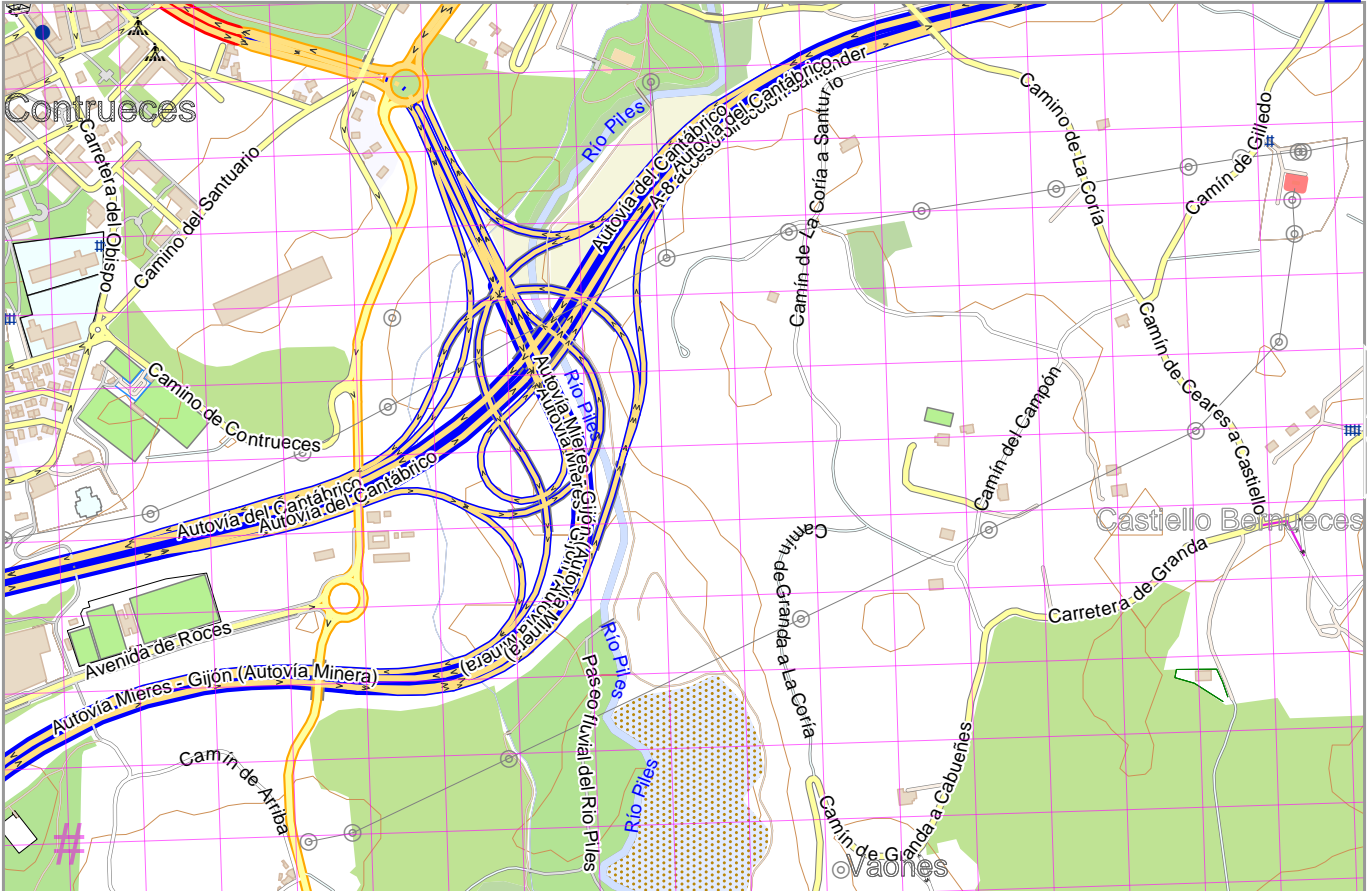 Contrueces
Carretera del Obispo
Camino del Santuario
Río Piles
Autovía del Cantábrico
Autovía del Cantábrico
Camín de La Coría a Santurio
Camino de La Coría
Camín de Gilledo
Camino de Contrueces
Río Piles
Camín del Campón
Camín de Ceares a Castiello
Autovía del Cantábrico
Autovía del Cantábrico
Castiello Bernueces
Camín de Granda a La Coría
Carretera de Granda
Avenida de Roces
Autovía Mieres - Gijón (Autovía Minera)
Autovía Mieres - Gijón (Autovía Minera)
Río Piles
Paseo fluvial del Rio Piles
Camín de Arriba
Río Piles
Camín de Granda a Cabueñes
Vaones
#